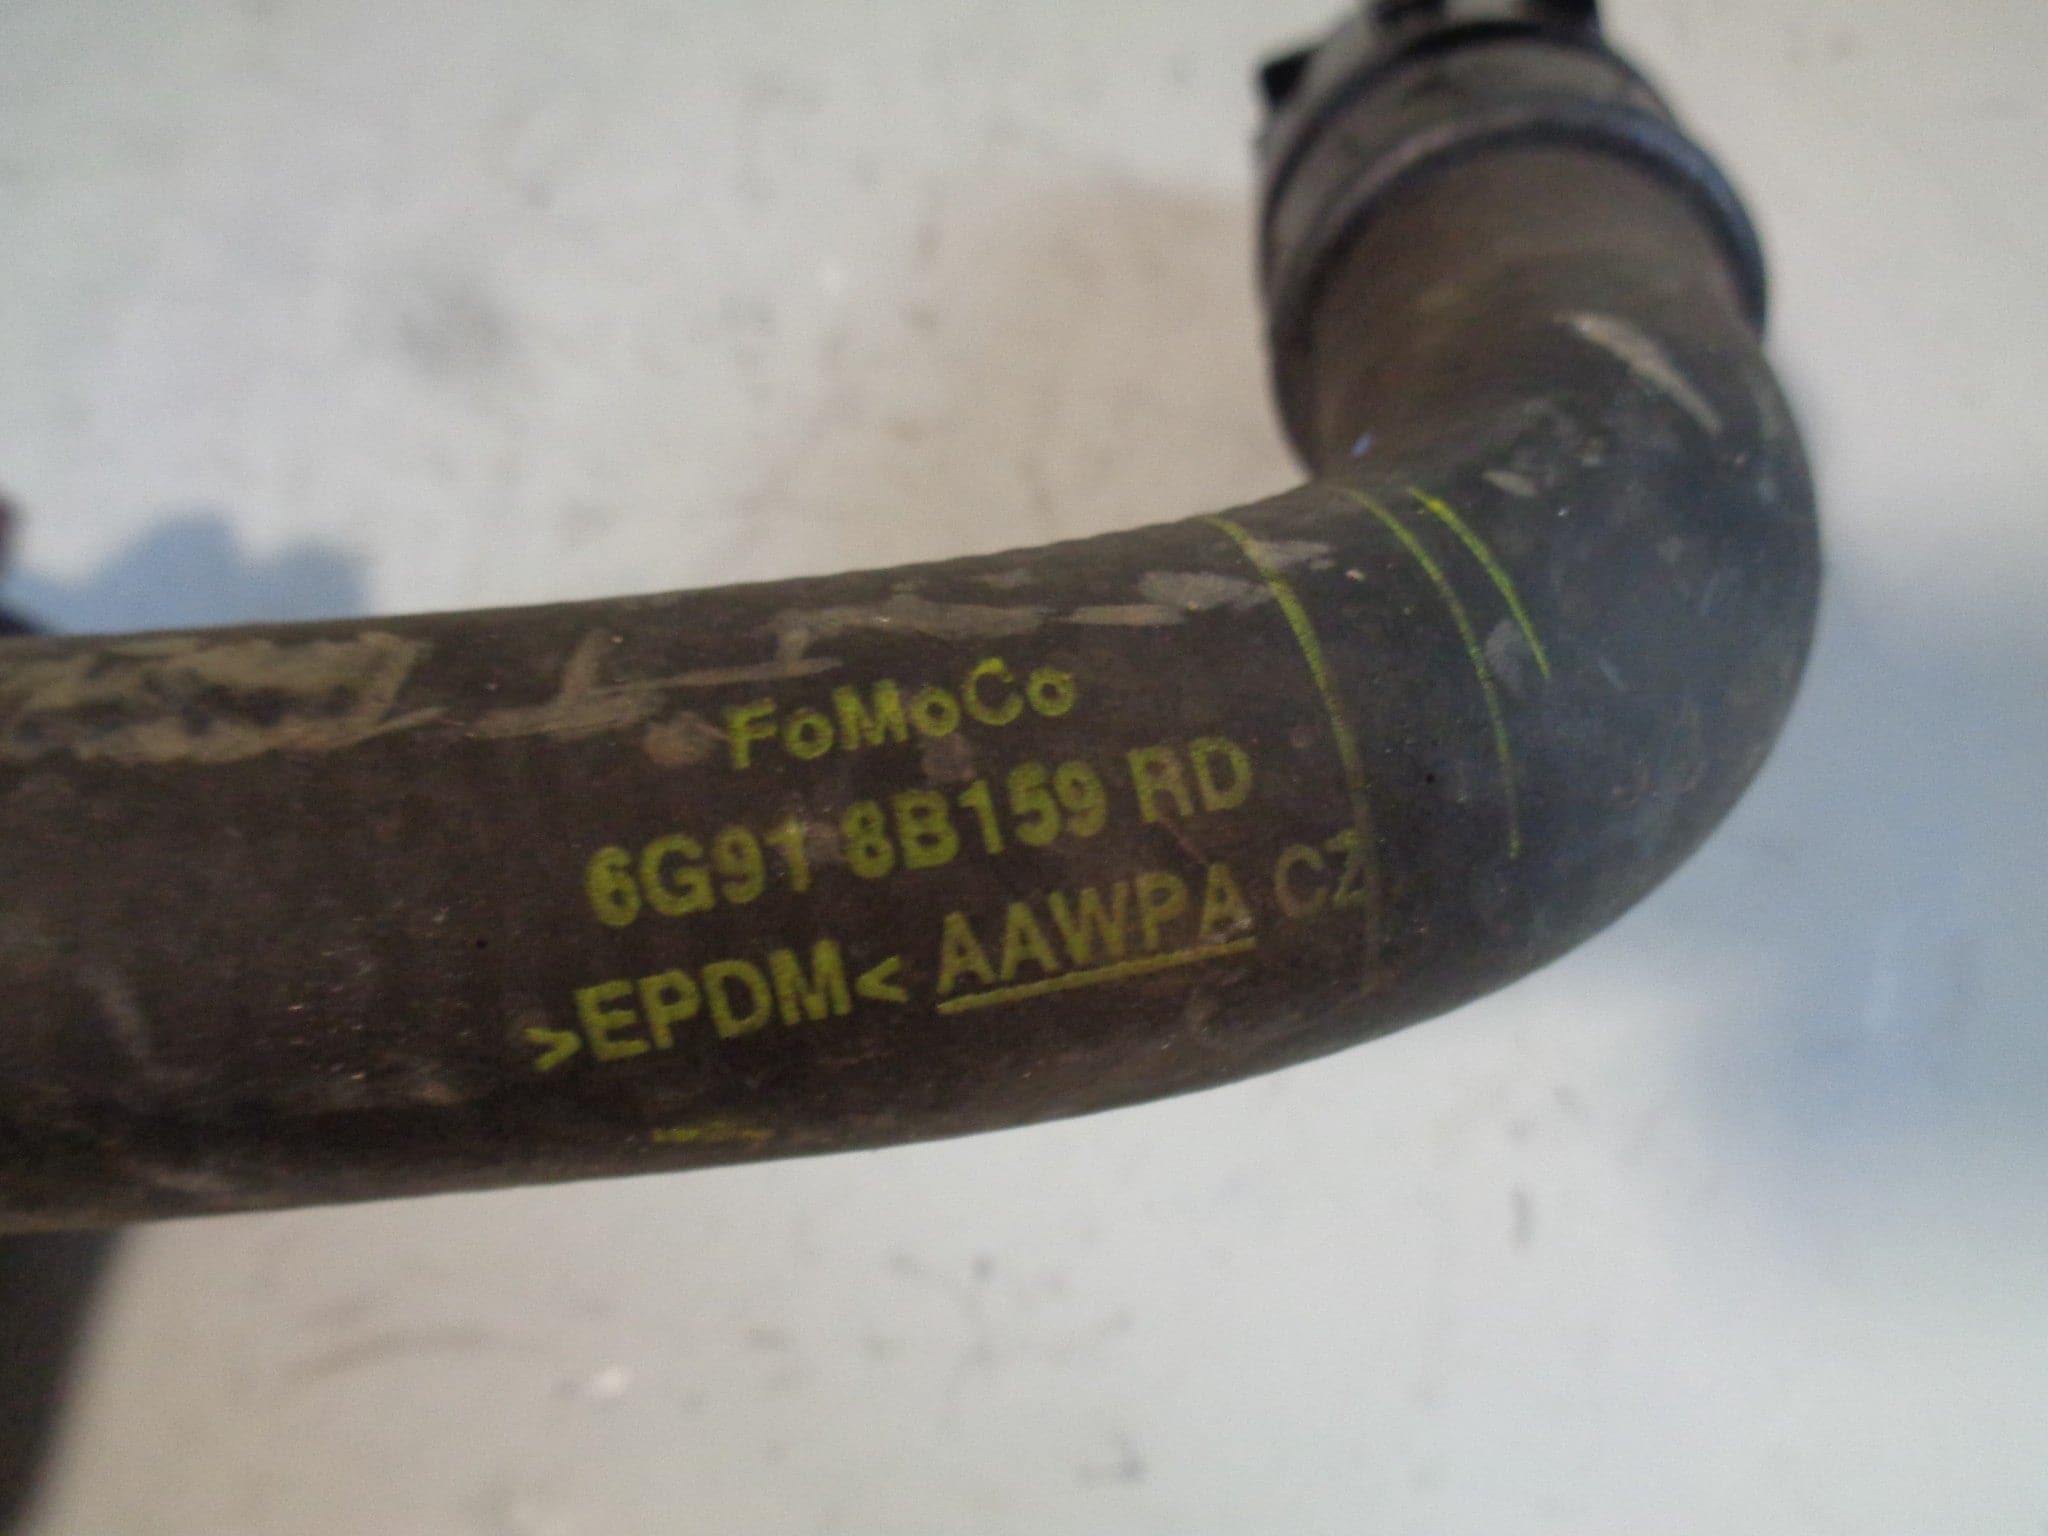 FoMoCo
6G91 8B159 RD
>EPDM< AAWPA CZ